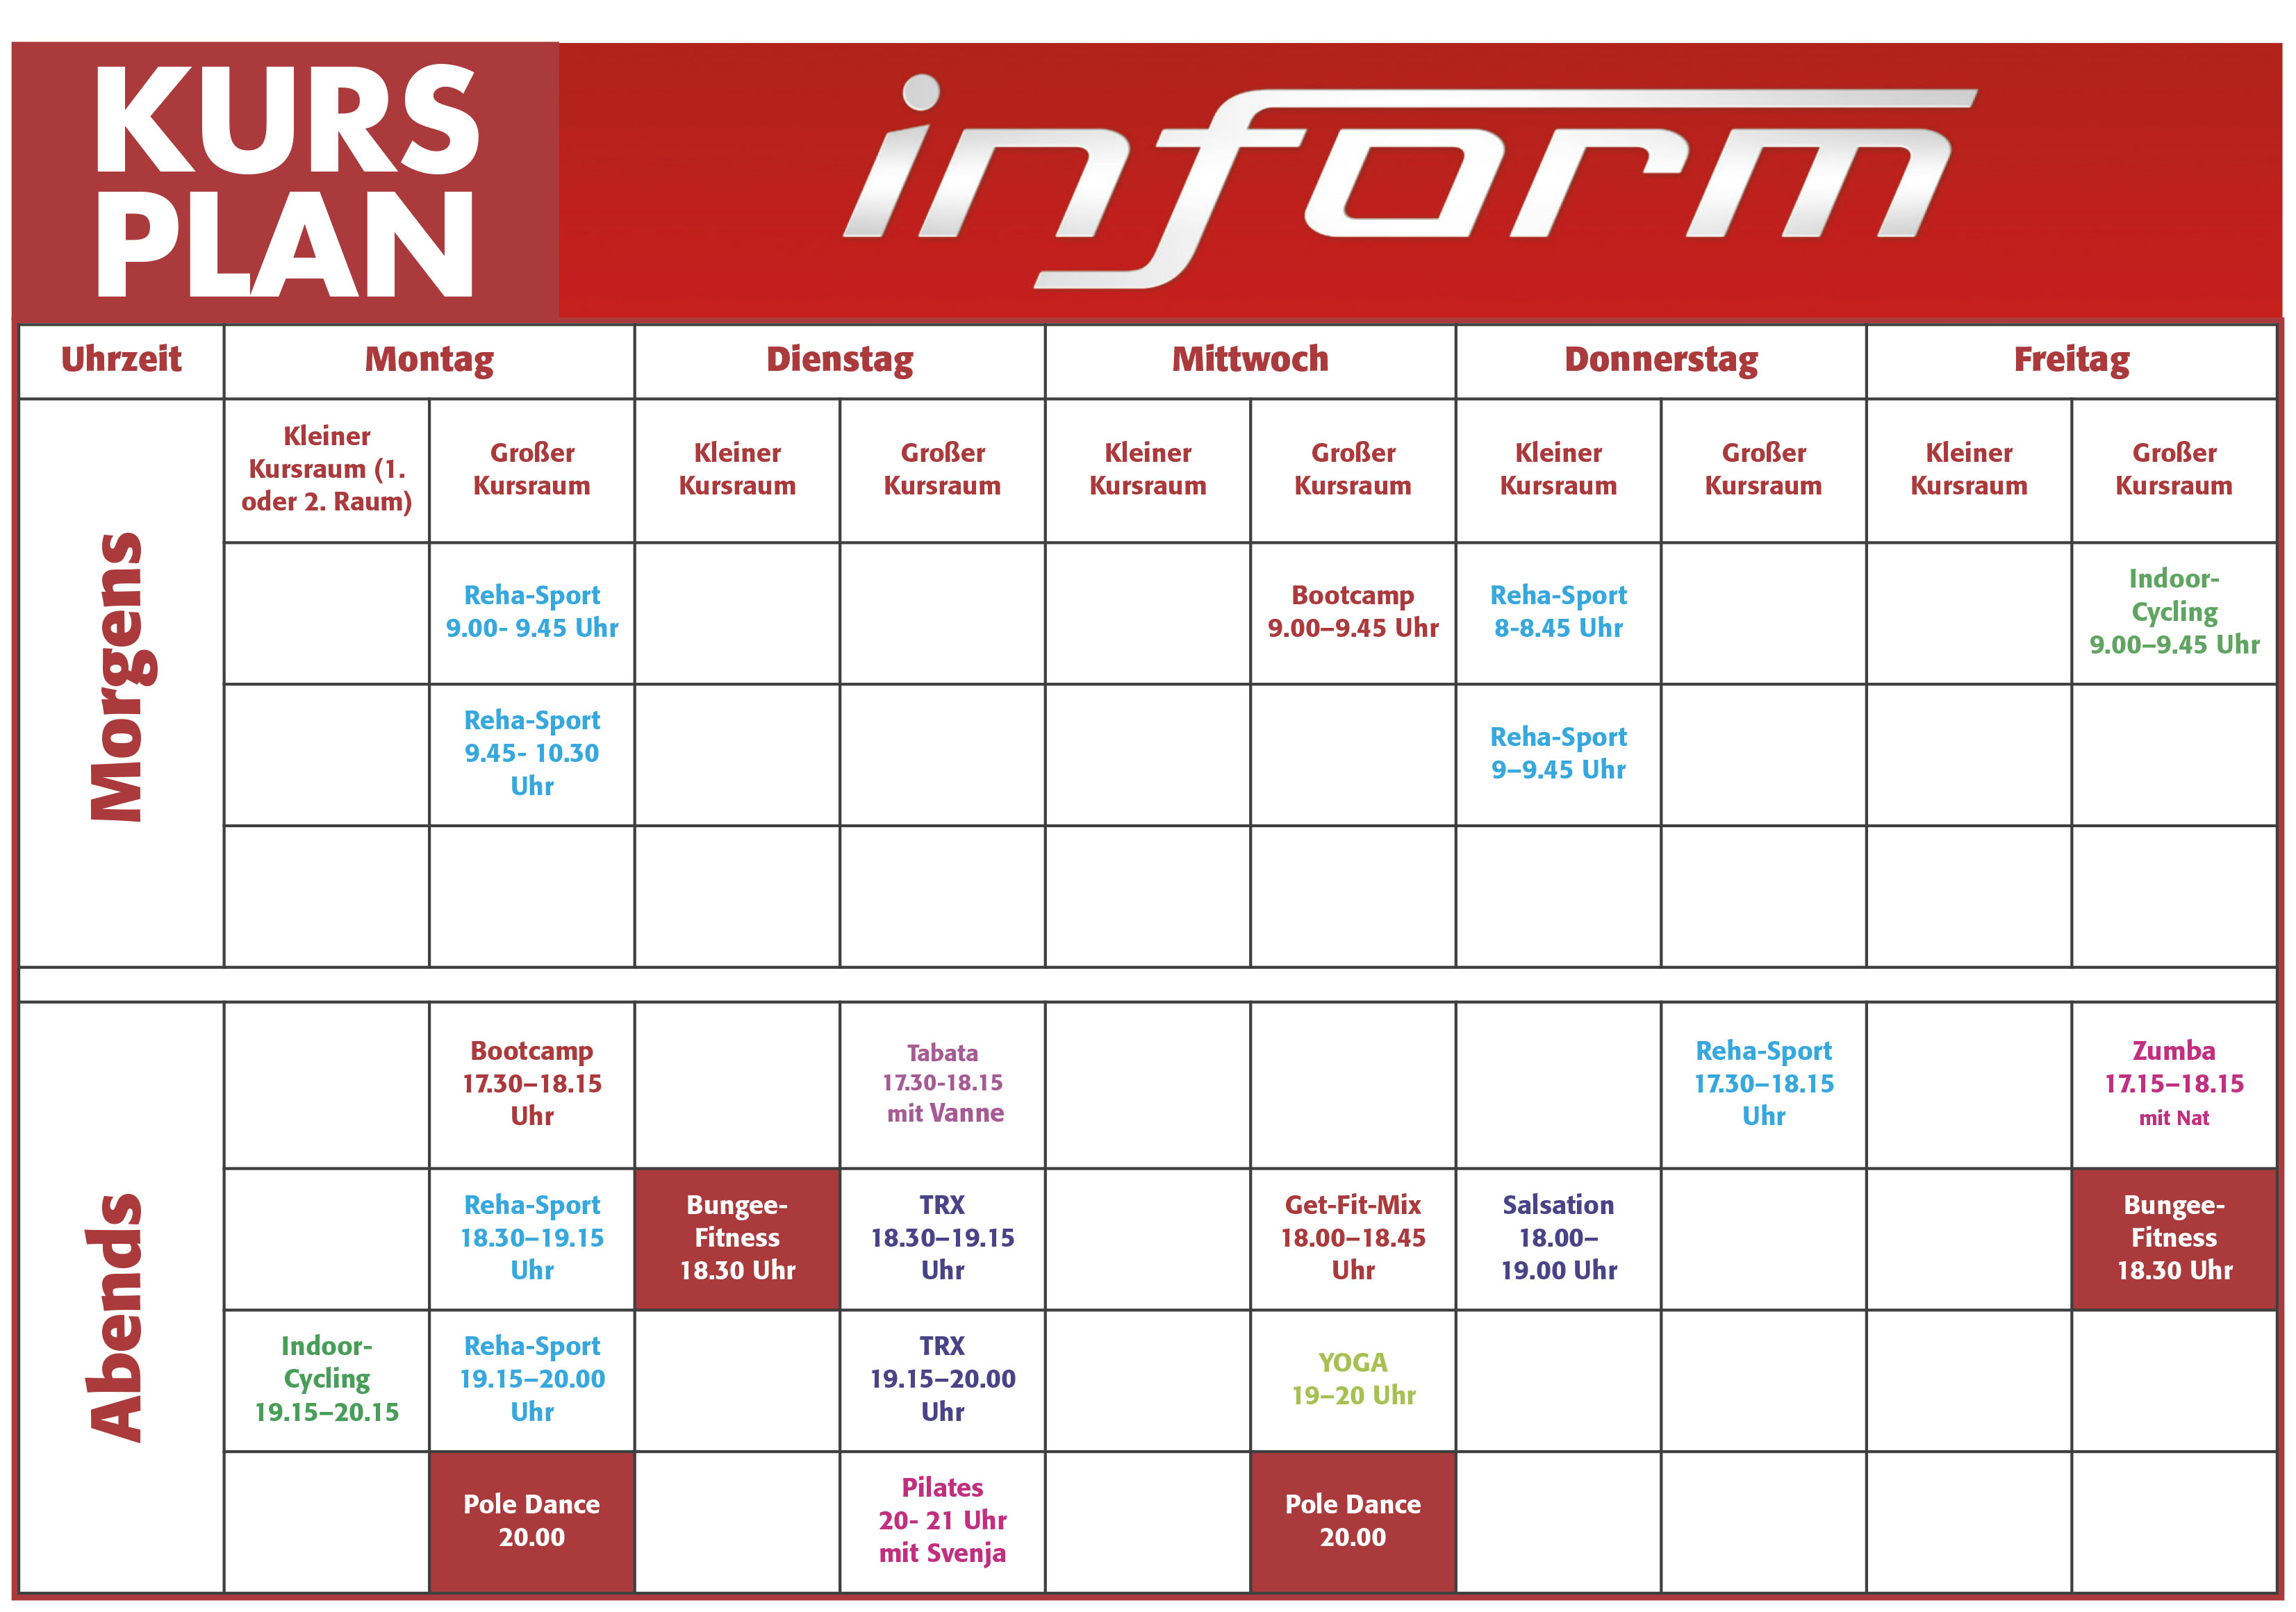 KURS
PLAN
inform
Uhrzeit
Montag
Dienstag
Mittwoch
Donnerstag
Freitag
Morgens
Kleiner
Kursraum (1.
oder 2. Raum)
Großer
Kursraum
Kleiner
Kursraum
Großer
Kursraum
Kleiner
Kursraum
Großer
Kursraum
Kleiner
Kursraum
Großer
Kursraum
Kleiner
Kursraum
Großer
Kursraum
Reha-Sport
9.00- 9.45 Uhr
Bootcamp
9.00–9.45 Uhr
Reha-Sport
8-8.45 Uhr
Indoor-
Cycling
9.00–9.45 Uhr
Reha-Sport
9.45- 10.30
Uhr
Reha-Sport
9–9.45 Uhr
Abends
Bootcamp
17.30–18.15
Uhr
Tabata
17.30-18.15
mit Vanne
Reha-Sport
17.30–18.15
Uhr
Zumba
17.15–18.15
mit Nat
Reha-Sport
18.30–19.15
Uhr
Bungee-
Fitness
18.30 Uhr
TRX
18.30–19.15
Uhr
Get-Fit-Mix
18.00–18.45
Uhr
Salsation
18.00–
19.00 Uhr
Bungee-
Fitness
18.30 Uhr
Indoor-
Cycling
19.15–20.15
Reha-Sport
19.15–20.00
Uhr
TRX
19.15–20.00
Uhr
YOGA
19–20 Uhr
Pole Dance
20.00
Pilates
20- 21 Uhr
mit Svenja
Pole Dance
20.00